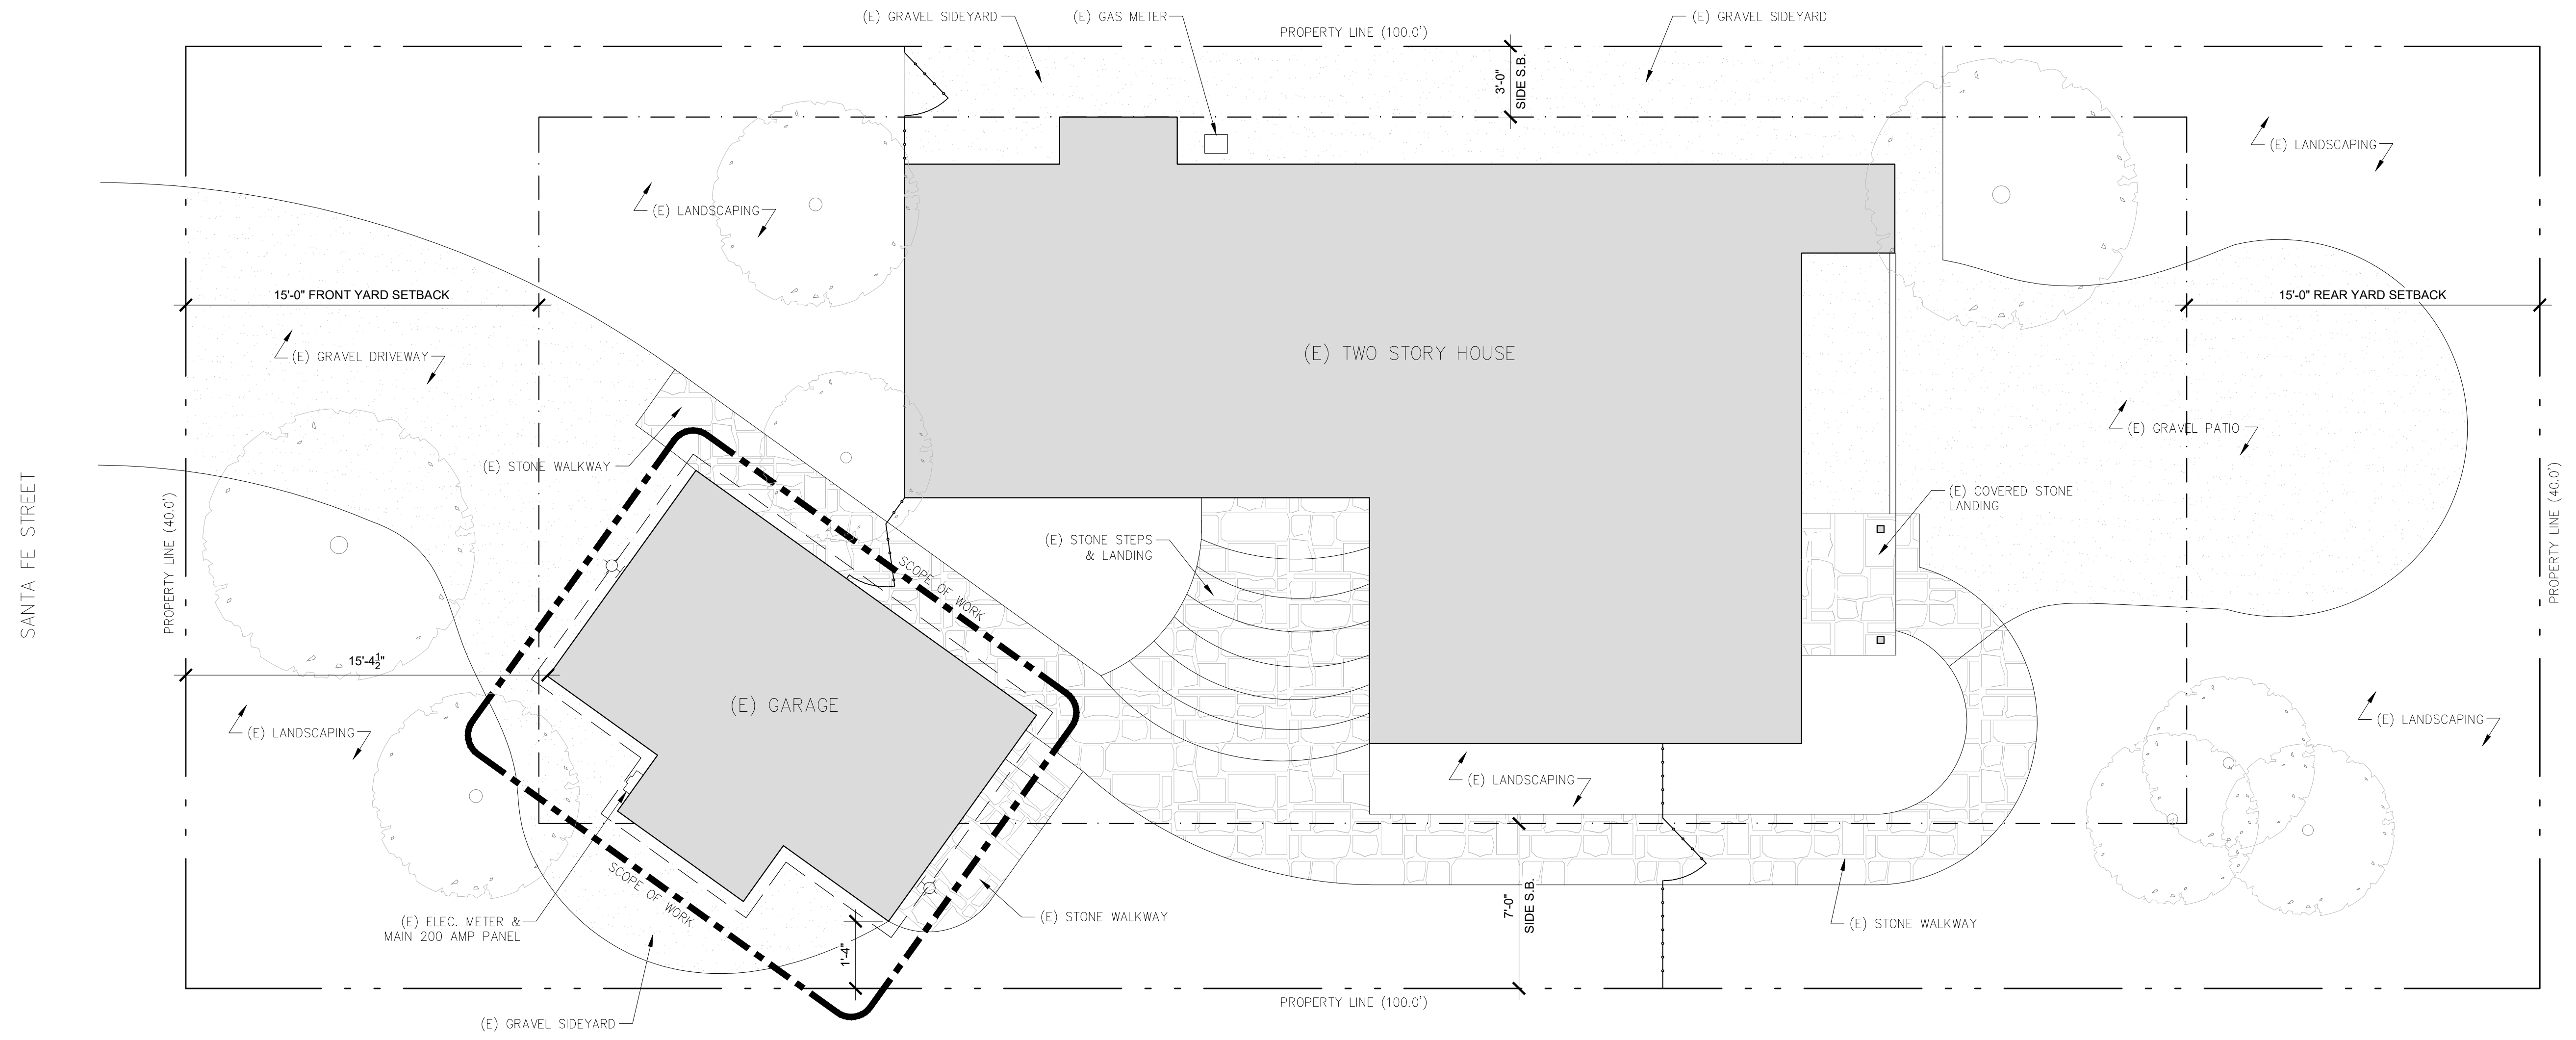 (E) GRAVEL SIDEYARD
(E) GAS METER
(E) GRAVEL SIDEYARD
PROPERTY LINE (100.0')
3'-0"
SIDE S.B.
(E) LANDSCAPING
(E) LANDSCAPING
15'-0" FRONT YARD SETBACK
15'-0" REAR YARD SETBACK
(E) GRAVEL DRIVEWAY
(E) TWO STORY HOUSE
(E) GRAVEL PATIO
(E) STONE WALKWAY
(E) COVERED STONE
LANDING
SANTA FE STREET
PROPERTY LINE (40.0')
PROPERTY LINE (40.0')
(E) STONE STEPS
& LANDING
SCOPE OF WORK
15'-4½"
(E) GARAGE
(E) LANDSCAPING
(E) LANDSCAPING
(E) LANDSCAPING
SCOPE OF WORK
(E) ELEC. METER &
MAIN 200 AMP PANEL
(E) STONE WALKWAY
7'-0"
SIDE S.B.
(E) STONE WALKWAY
1'-4"
PROPERTY LINE (100.0')
(E) GRAVEL SIDEYARD